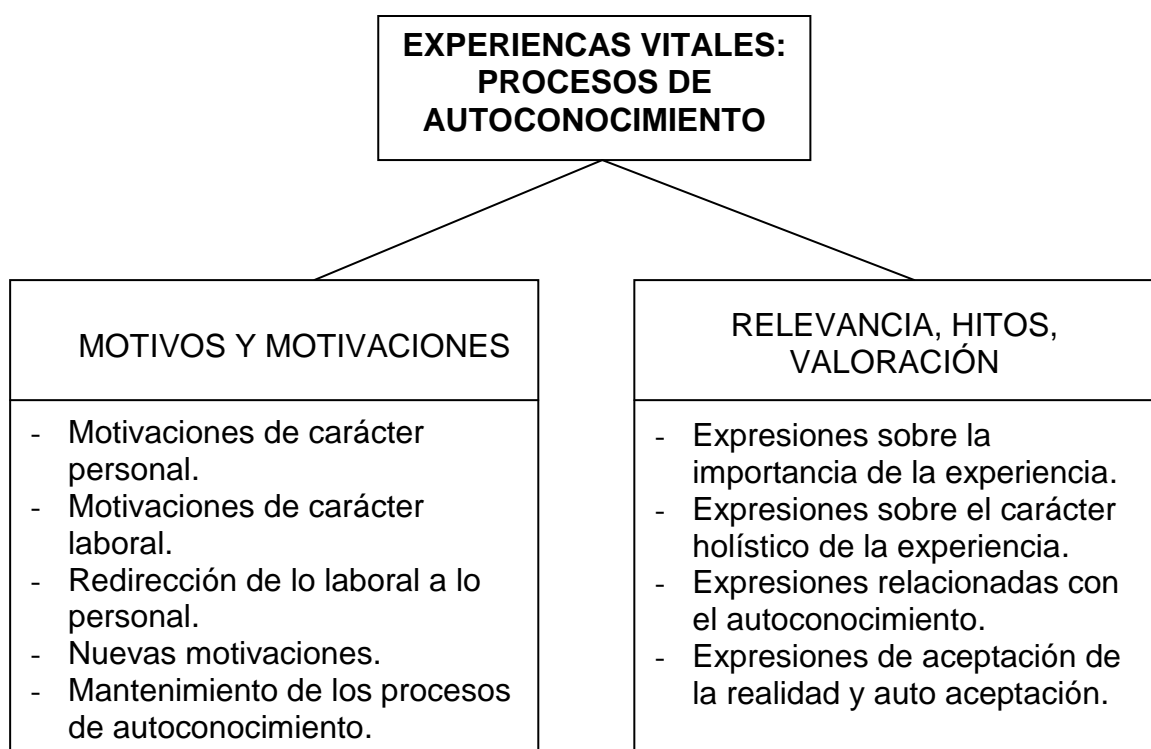 EXPERIENCAS VITALES:
PROCESOS DE
AUTOCONOCIMIENTO
MOTIVOS Y MOTIVACIONES
- Motivaciones de carácter
personal.
- Motivaciones de carácter
laboral.
- Redirección de lo laboral a lo
personal.
- Nuevas motivaciones.
- Mantenimiento de los procesos
de autoconocimiento.
RELEVANCIA, HITOS,
VALORACIÓN
- Expresiones sobre la
importancia de la experiencia.
- Expresiones sobre el carácter
holístico de la experiencia.
- Expresiones relacionadas con
el autoconocimiento.
- Expresiones de aceptación de
la realidad y auto aceptación.